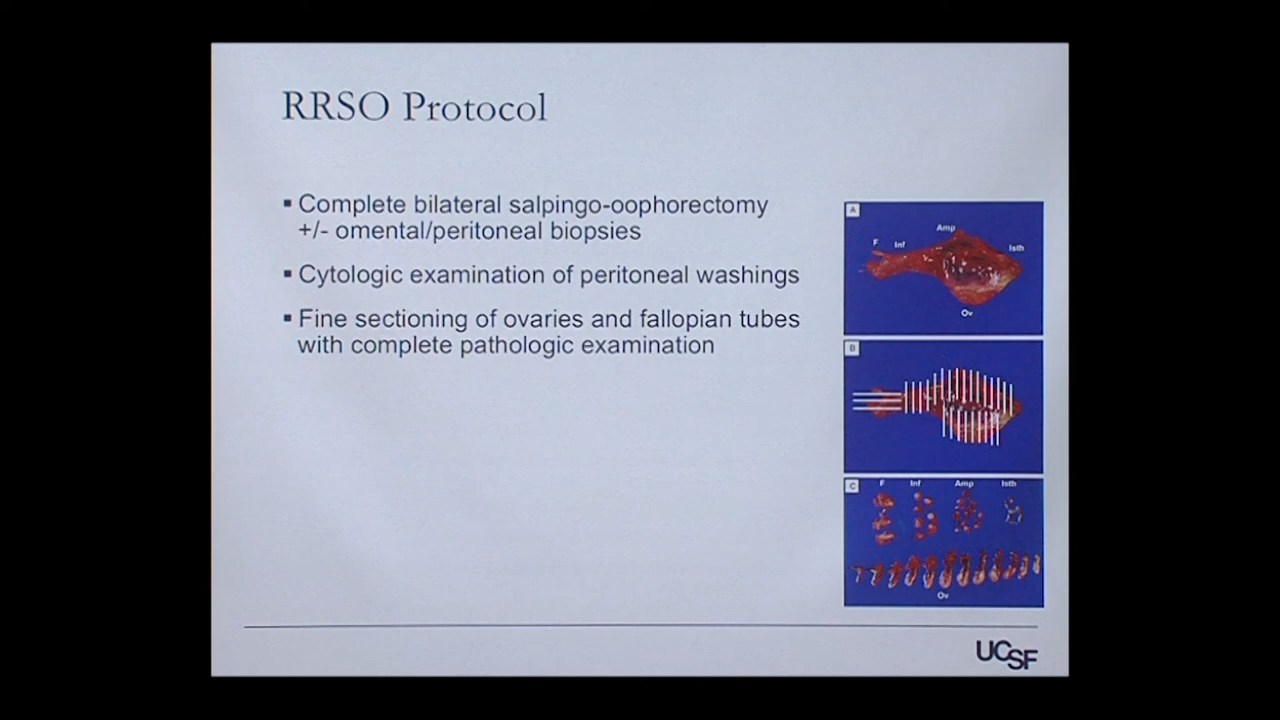 RRSO Protocol
▪ Complete bilateral salpingo-oophorectomy
+/- omental/peritoneal biopsies
▪ Cytologic examination of peritoneal washings
▪ Fine sectioning of ovaries and fallopian tubes
with complete pathologic examination
A
F Inf Amp Isth
Ov
B
C
F Inf Amp Isth
Ov
UCSF